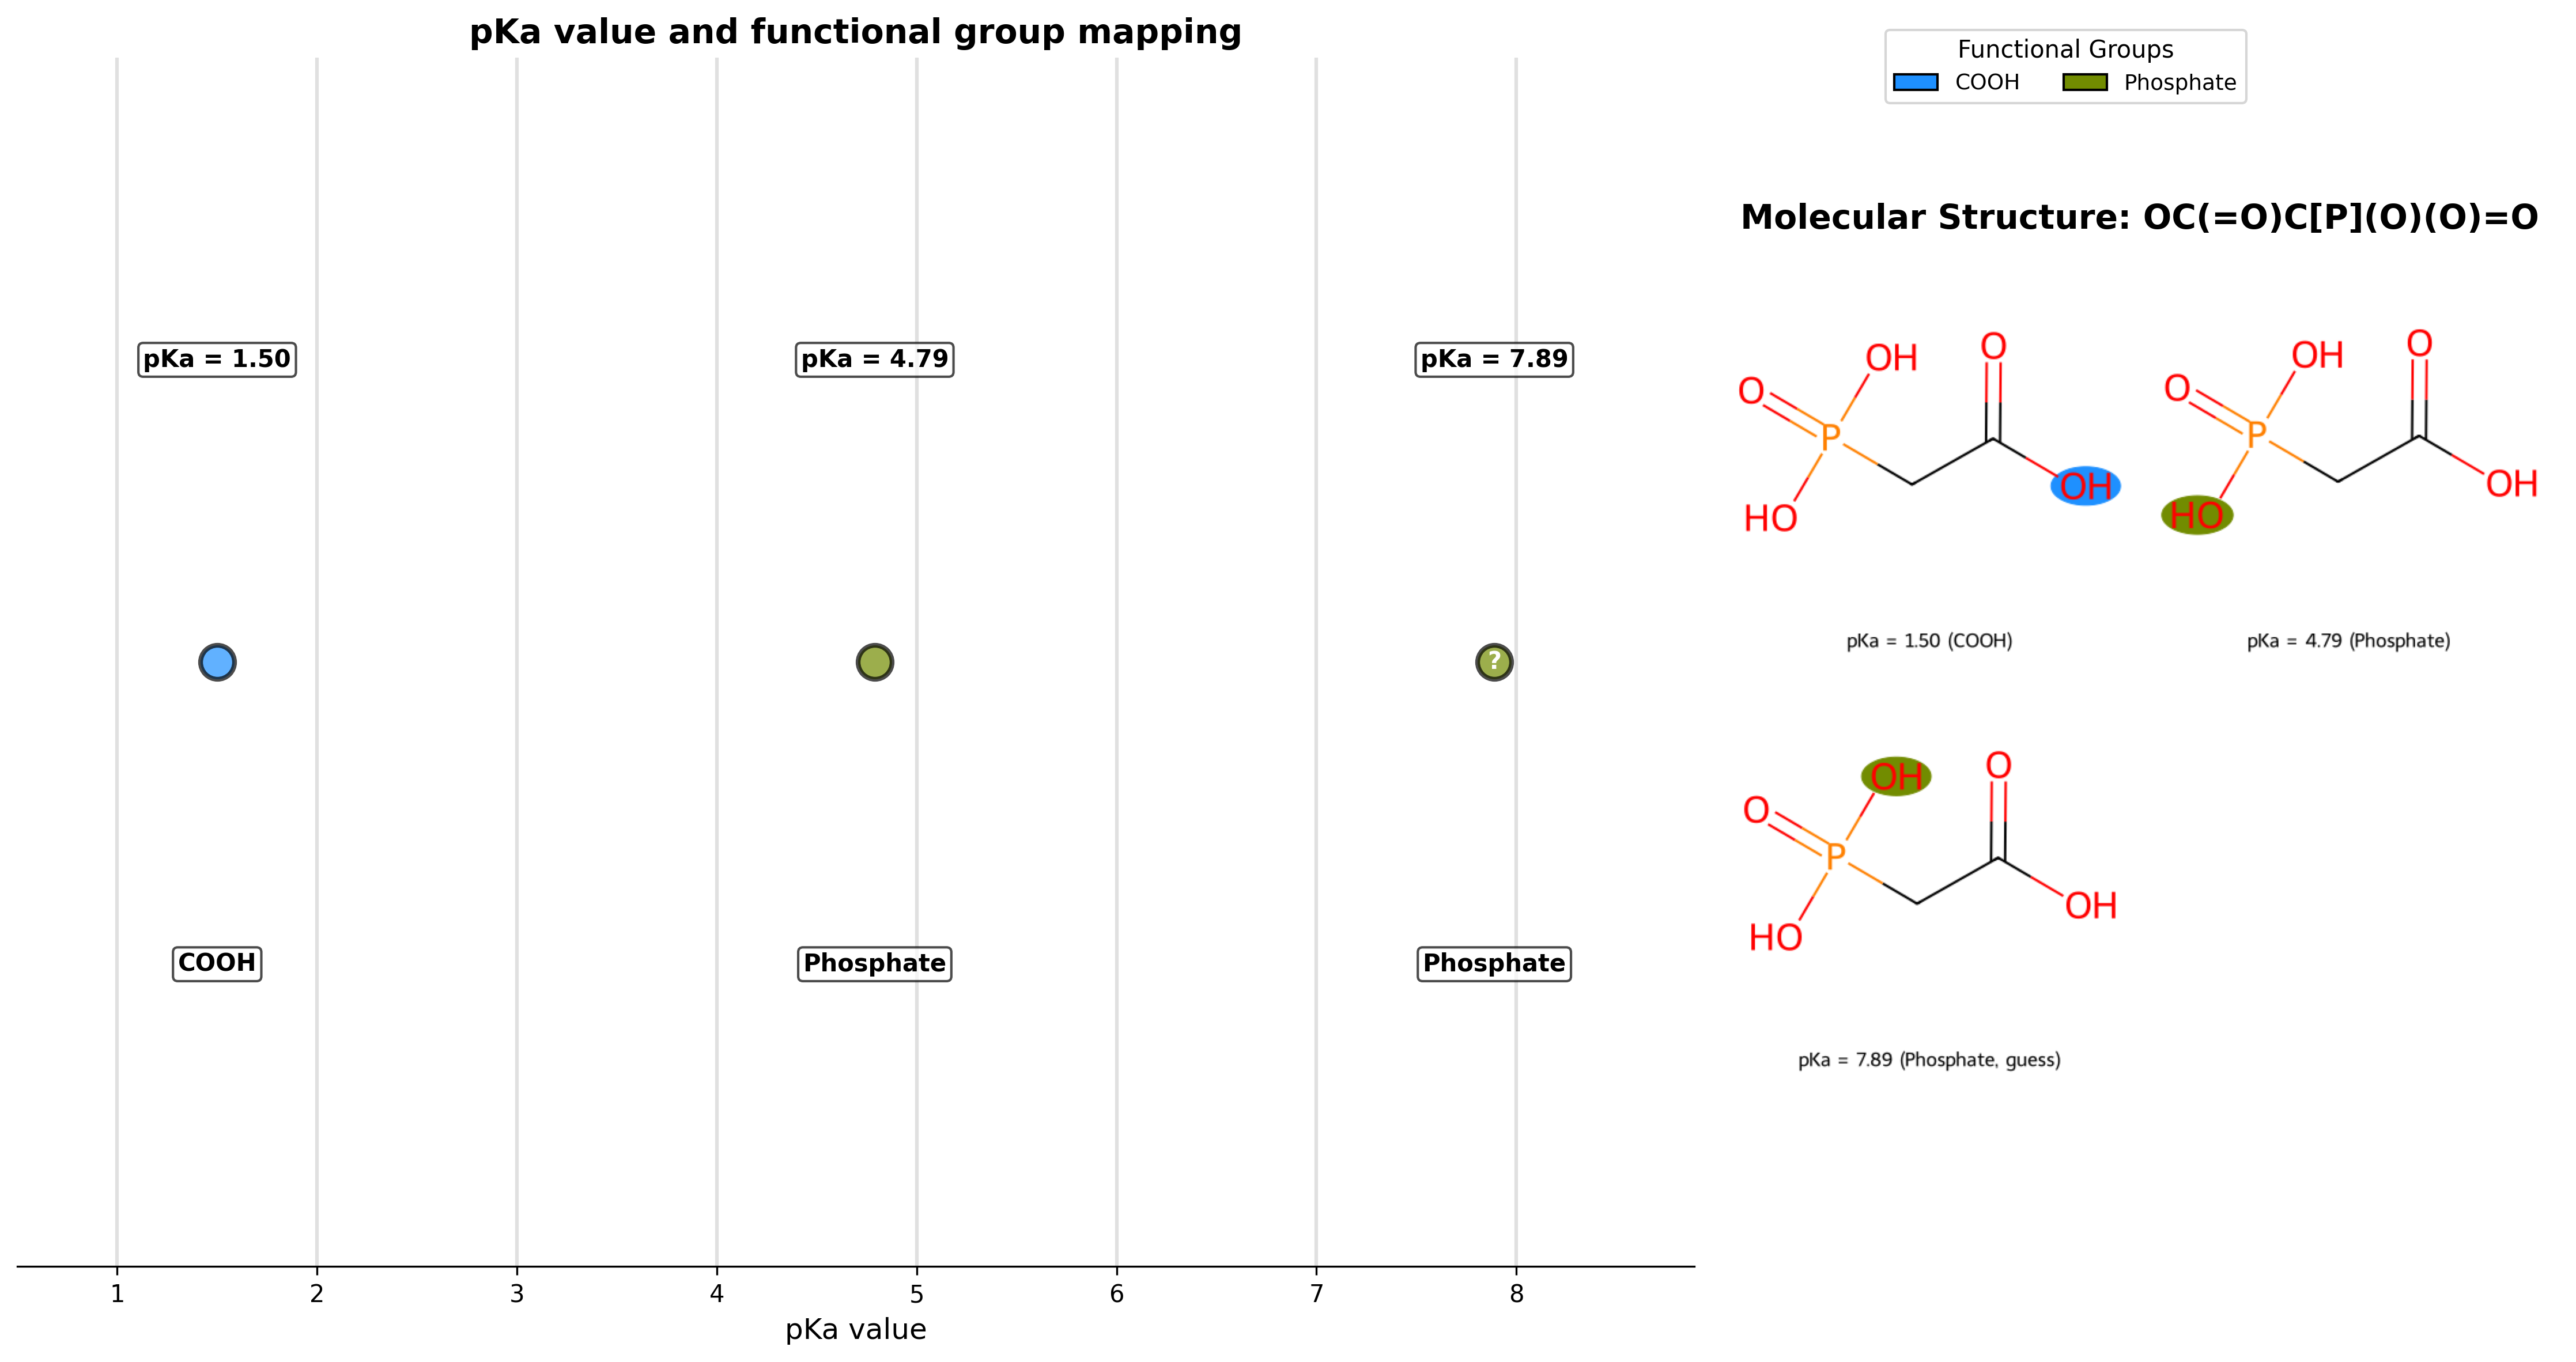 pKa value and functional group mapping
pKa = 1.50
pKa = 4.79
pKa = 7.89
?
COOH
Phosphate
Phosphate
1 2 3 4 5 6 7 8
pKa value
Functional Groups
COOH Phosphate
Molecular Structure: OC(=O)C[P](O)(O)=O
O OH O
P
HO OH
pKa = 1.50 (COOH)
O OH O
P
HO OH
pKa = 4.79 (Phosphate)
O OH O
P
HO OH
pKa = 7.89 (Phosphate, guess)